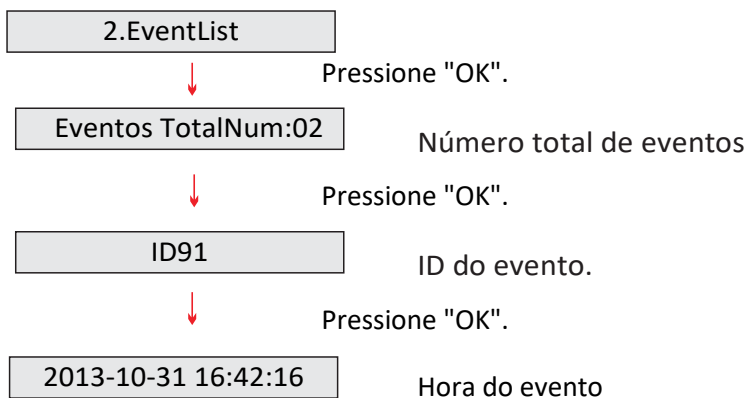 2.EventList
Pressione "OK".
Eventos TotalNum:02
Número total de eventos
Pressione "OK".
ID91
ID do evento.
Pressione "OK".
2013-10-31 16:42:16
Hora do evento